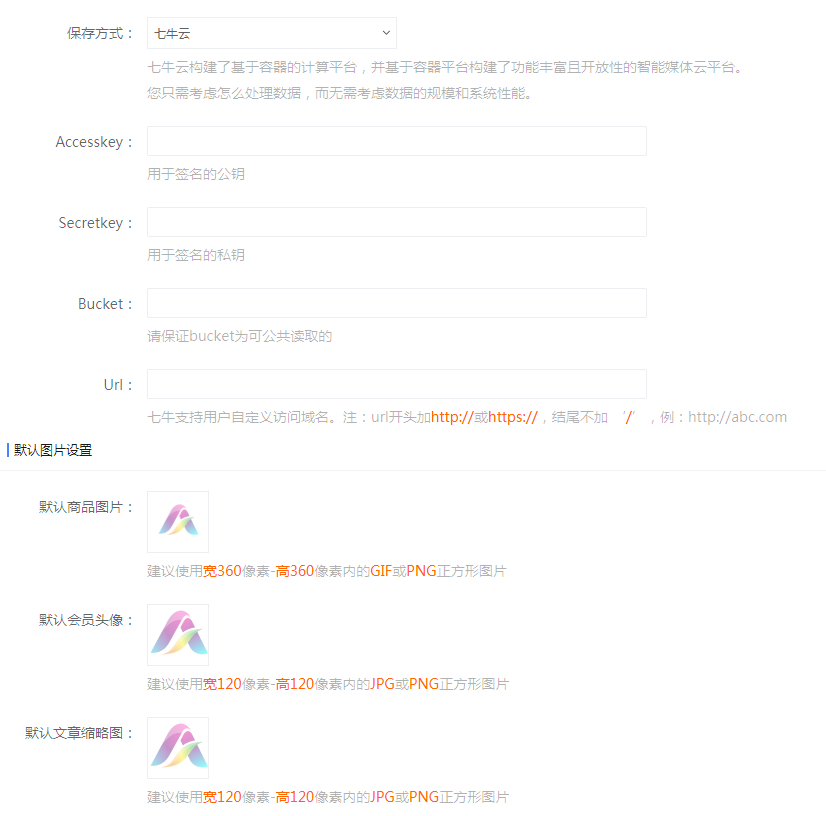 保存方式： 七牛云
七牛云构建了基于容器的计算平台，并基于容器平台构建了功能丰富且开放性的智能媒体云平台。
您只需考虑怎么处理数据，而无需考虑数据的规模和系统性能。
Accesskey：
用于签名的公钥
Secretkey：
用于签名的私钥
Bucket：
请保证bucket为可公共读取的
Url：
七牛支持用户自定义访问域名。注：url开头加http://或https://，结尾不加 ‘/’ ，例：http://abc.com
默认图片设置
默认商品图片：
建议使用宽360像素-高360像素内的GIF或PNG正方形图片
默认会员头像：
建议使用宽120像素-高120像素内的JPG或PNG正方形图片
默认文章缩略图：
建议使用宽120像素-高120像素内的JPG或PNG正方形图片